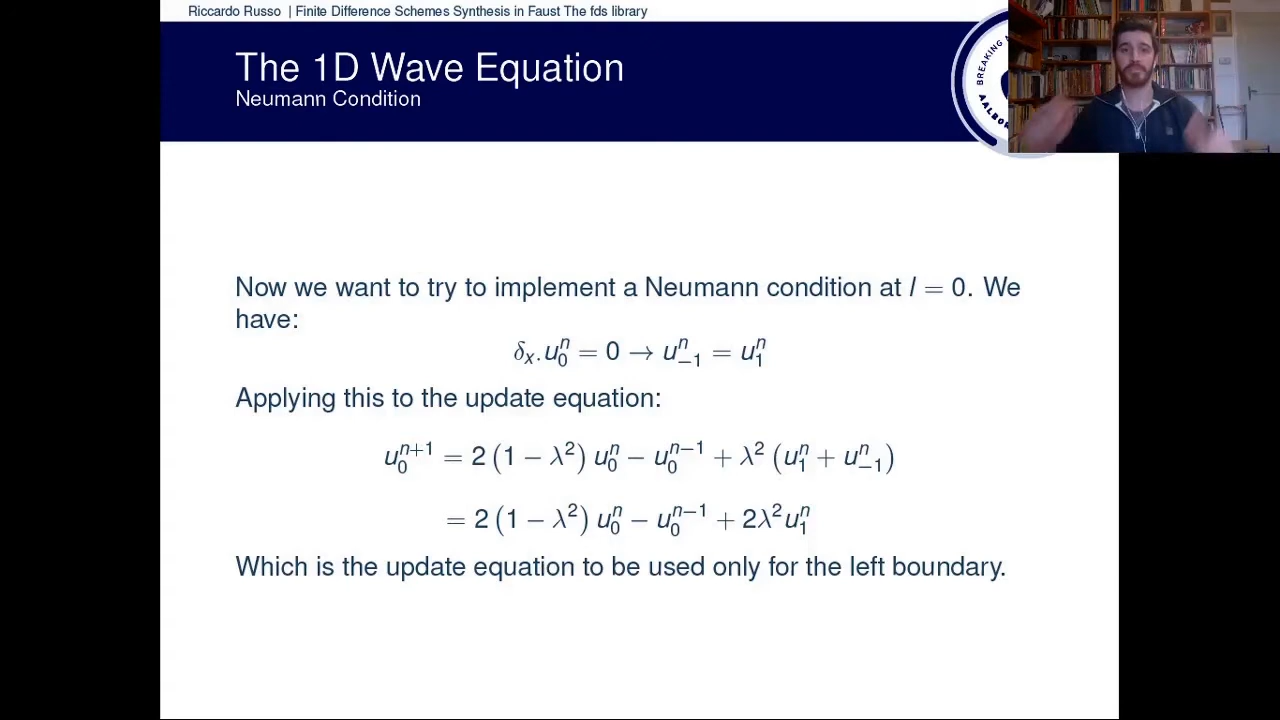 Riccardo Russo | Finite Difference Schemes Synthesis in Faust The fds library
The 1D Wave Equation
Neumann Condition
BREAKING
AALBOR
Now we want to try to implement a Neumann condition at l = 0. We
have:
δₓ.u₀ⁿ = 0 → u₋₁ⁿ = u₁ⁿ
Applying this to the update equation:
u₀ⁿ⁺¹ = 2 (1 − λ²) u₀ⁿ − u₀ⁿ⁻¹ + λ² (u₁ⁿ + u₋₁ⁿ)
= 2 (1 − λ²) u₀ⁿ − u₀ⁿ⁻¹ + 2λ²u₁ⁿ
Which is the update equation to be used only for the left boundary.